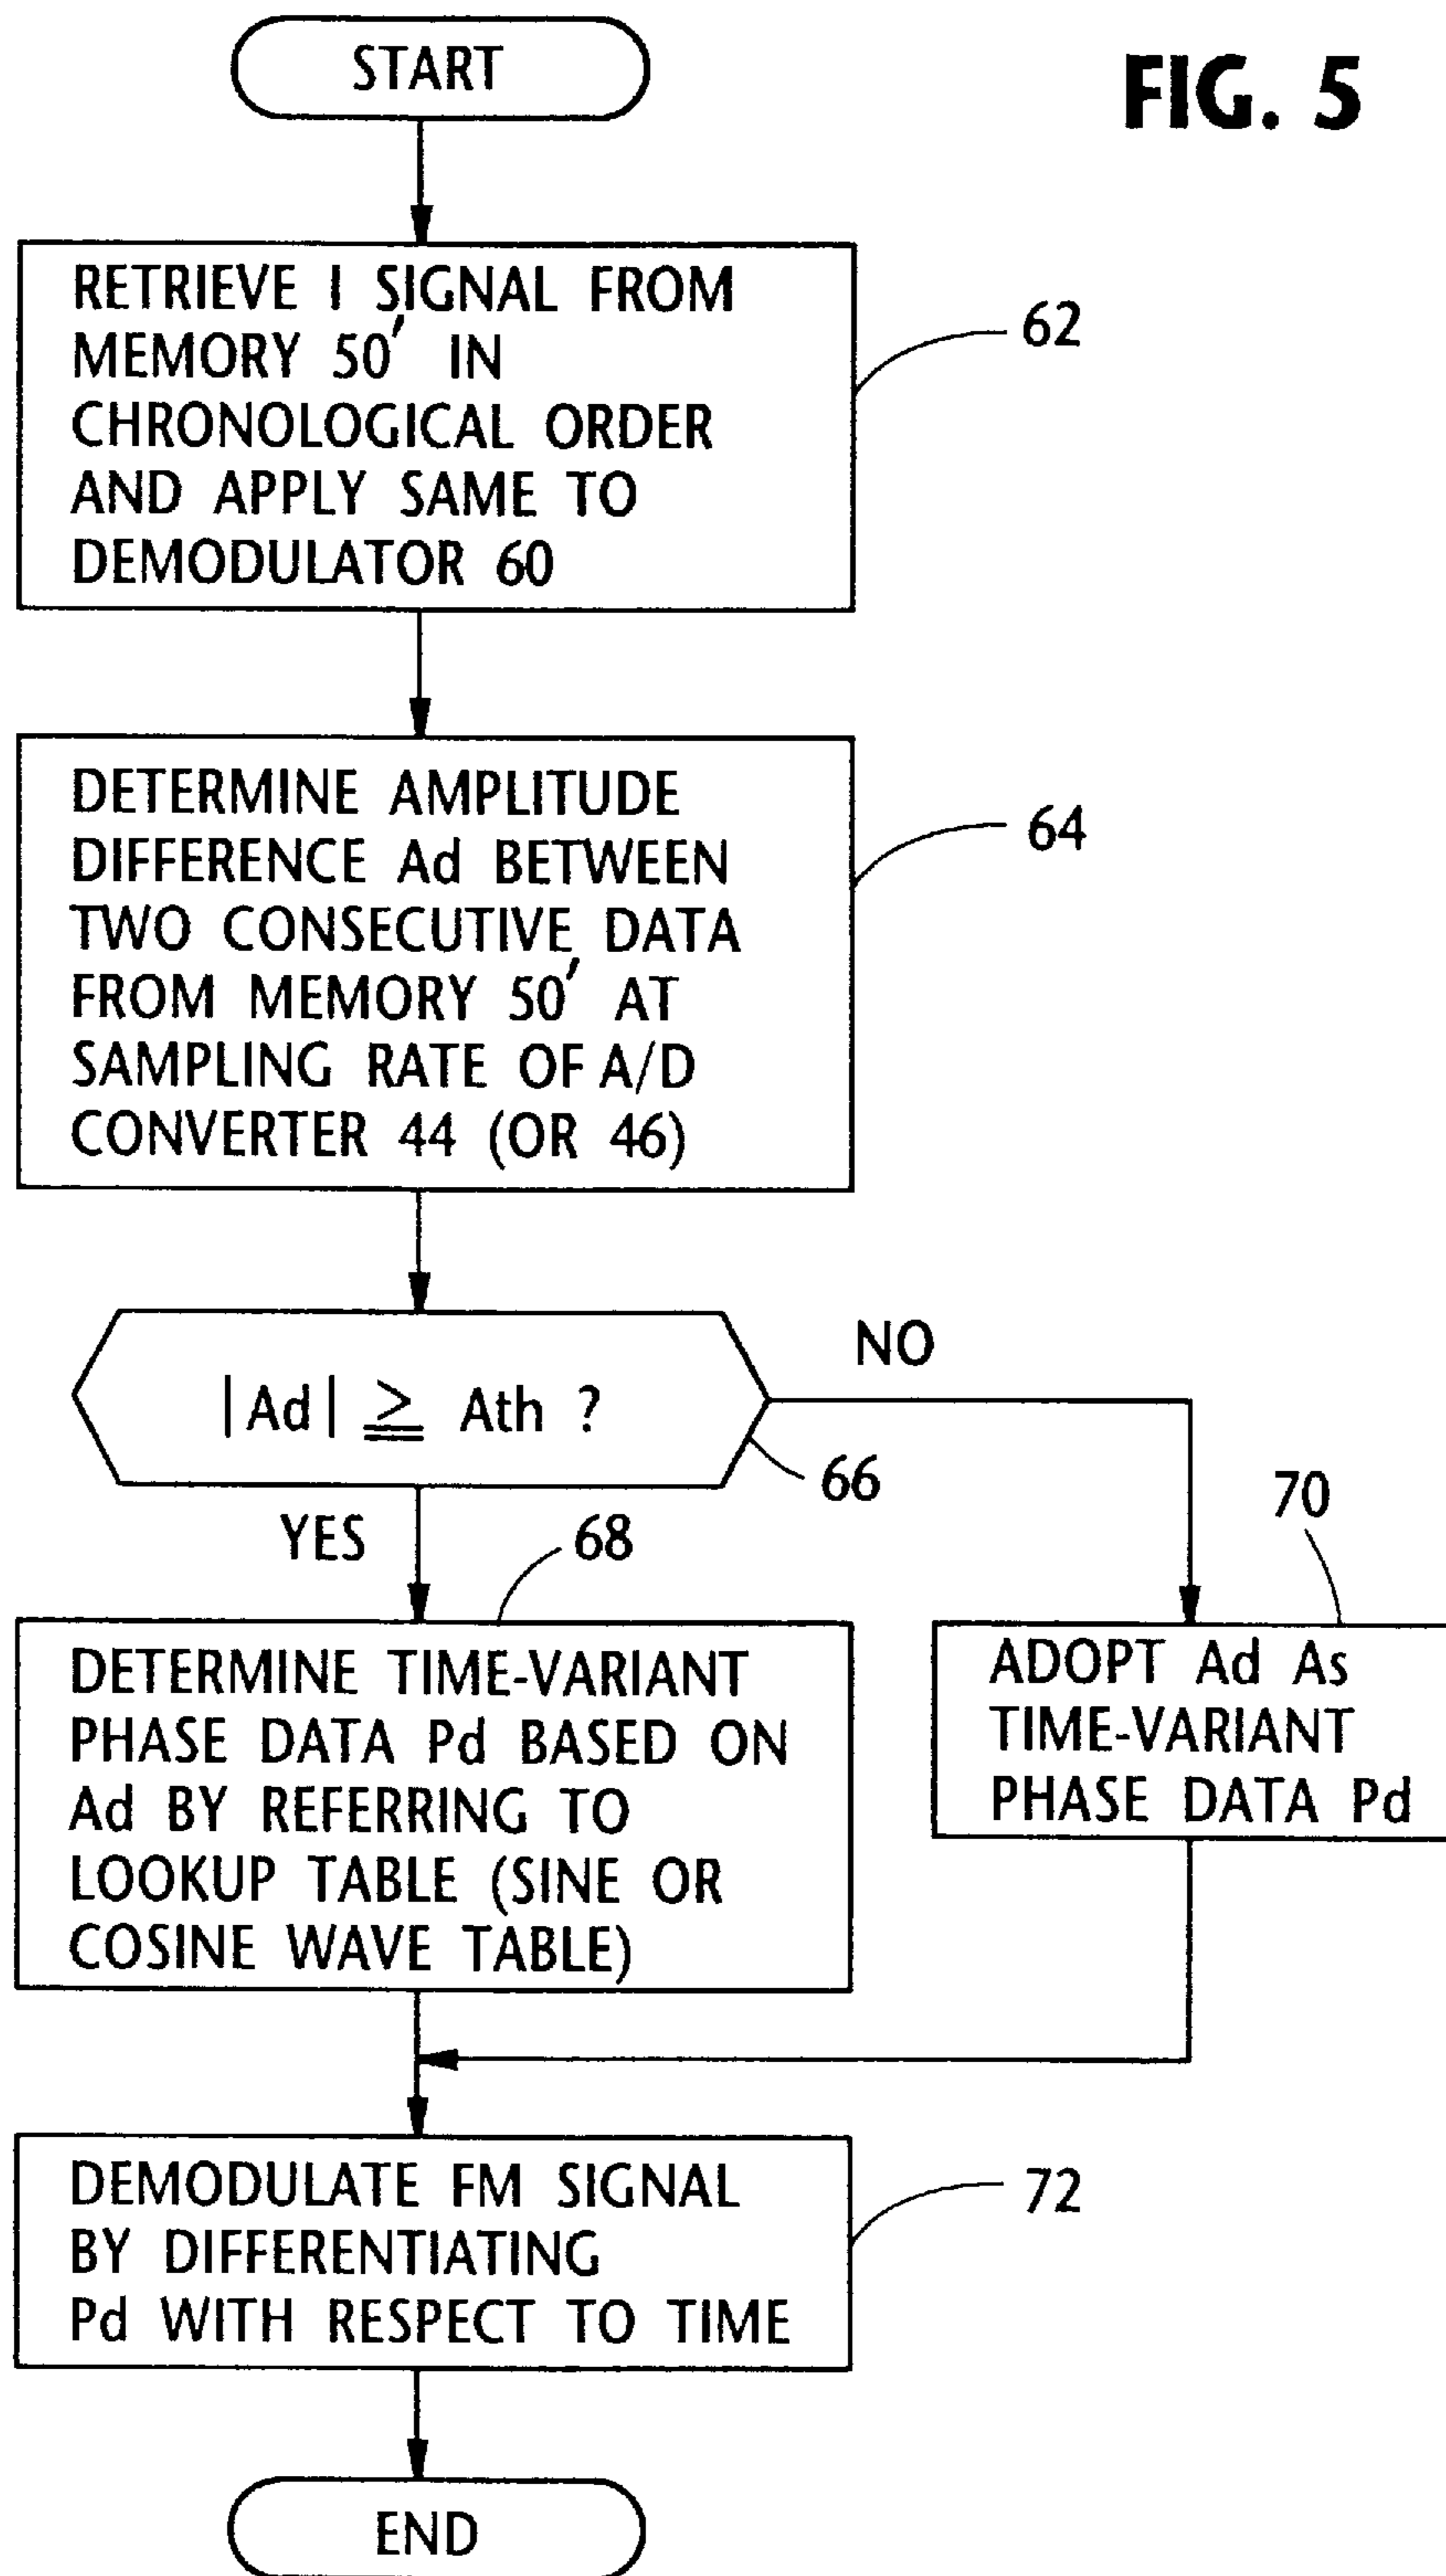 START
FIG. 5
RETRIEVE I SIGNAL FROM
MEMORY 50′ IN
CHRONOLOGICAL ORDER
AND APPLY SAME TO
DEMODULATOR 60
62
DETERMINE AMPLITUDE
DIFFERENCE Ad BETWEEN
TWO CONSECUTIVE DATA
FROM MEMORY 50′ AT
SAMPLING RATE OF A/D
CONVERTER 44 (OR 46)
64
|Ad| ≧ Ath ?
NO
66
YES
68
70
DETERMINE TIME-VARIANT
PHASE DATA Pd BASED ON
Ad BY REFERRING TO
LOOKUP TABLE (SINE OR
COSINE WAVE TABLE)
ADOPT Ad As
TIME-VARIANT
PHASE DATA Pd
DEMODULATE FM SIGNAL
BY DIFFERENTIATING
Pd WITH RESPECT TO TIME
72
END